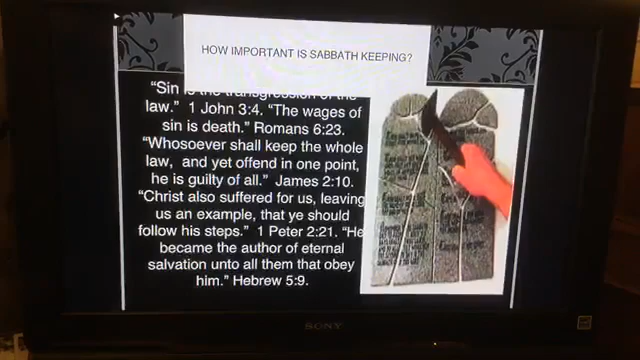 HOW IMPORTANT IS SABBATH KEEPING?
“Sin is the transgression of the
law.” 1 John 3:4. “The wages of
sin is death.” Romans 6:23.
“Whosoever shall keep the whole
law, and yet offend in one point,
he is guilty of all.” James 2:10.
“Christ also suffered for us, leaving
us an example, that ye should
follow his steps.” 1 Peter 2:21. “He
became the author of eternal
salvation unto all them that obey
him.” Hebrew 5:9.
SONY